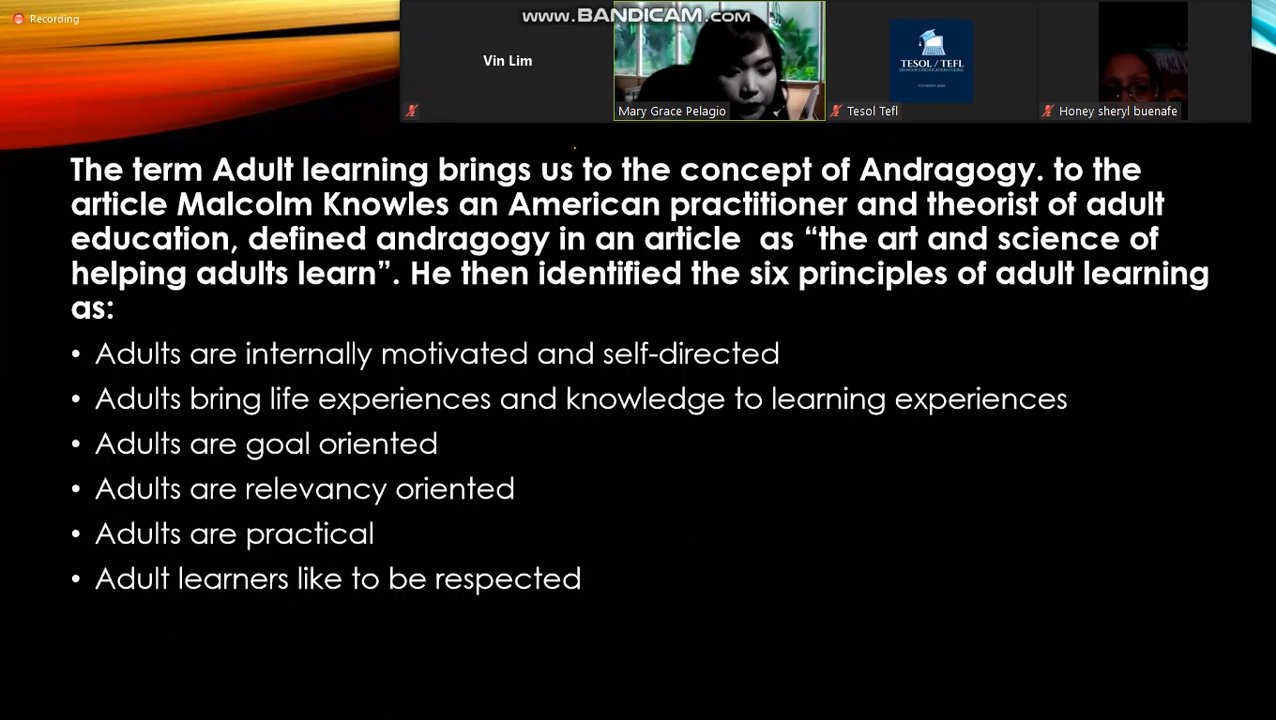 Recording
www.BANDICAM.com
Vin Lim
Mary Grace Pelagio
TESOL / TEFL
Tesol Tefl
Honey sheryl buenafe
The term Adult learning brings us to the concept of Andragogy. to the
article Malcolm Knowles an American practitioner and theorist of adult
education, defined andragogy in an article as “the art and science of
helping adults learn”. He then identified the six principles of adult learning
as:
• Adults are internally motivated and self-directed
• Adults bring life experiences and knowledge to learning experiences
• Adults are goal oriented
• Adults are relevancy oriented
• Adults are practical
• Adult learners like to be respected